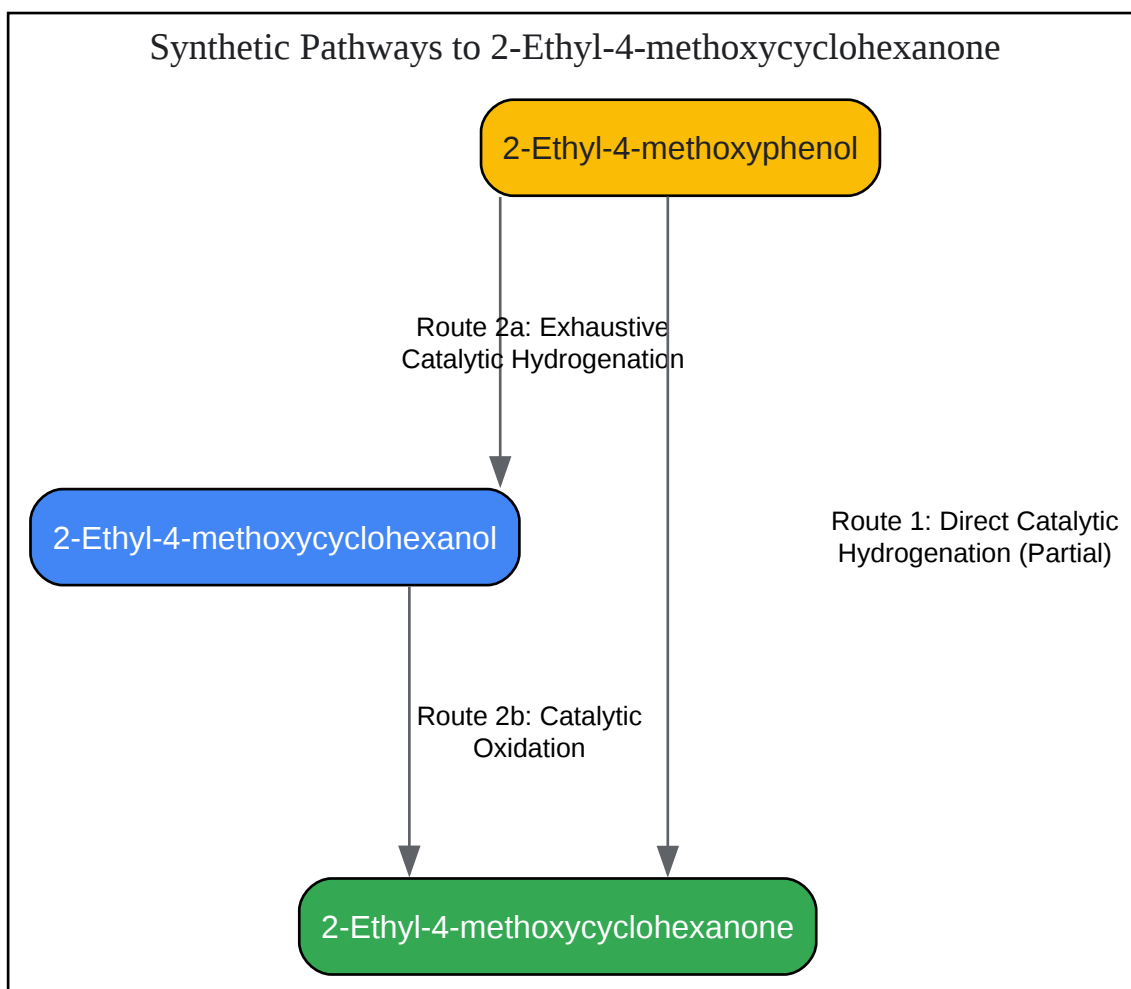 Synthetic Pathways to 2-Ethyl-4-methoxycyclohexanone
2-Ethyl-4-methoxyphenol
Route 2a: Exhaustive
Catalytic Hydrogenation
2-Ethyl-4-methoxycyclohexanol
Route 1: Direct Catalytic
Hydrogenation (Partial)
Route 2b: Catalytic
Oxidation
2-Ethyl-4-methoxycyclohexanone